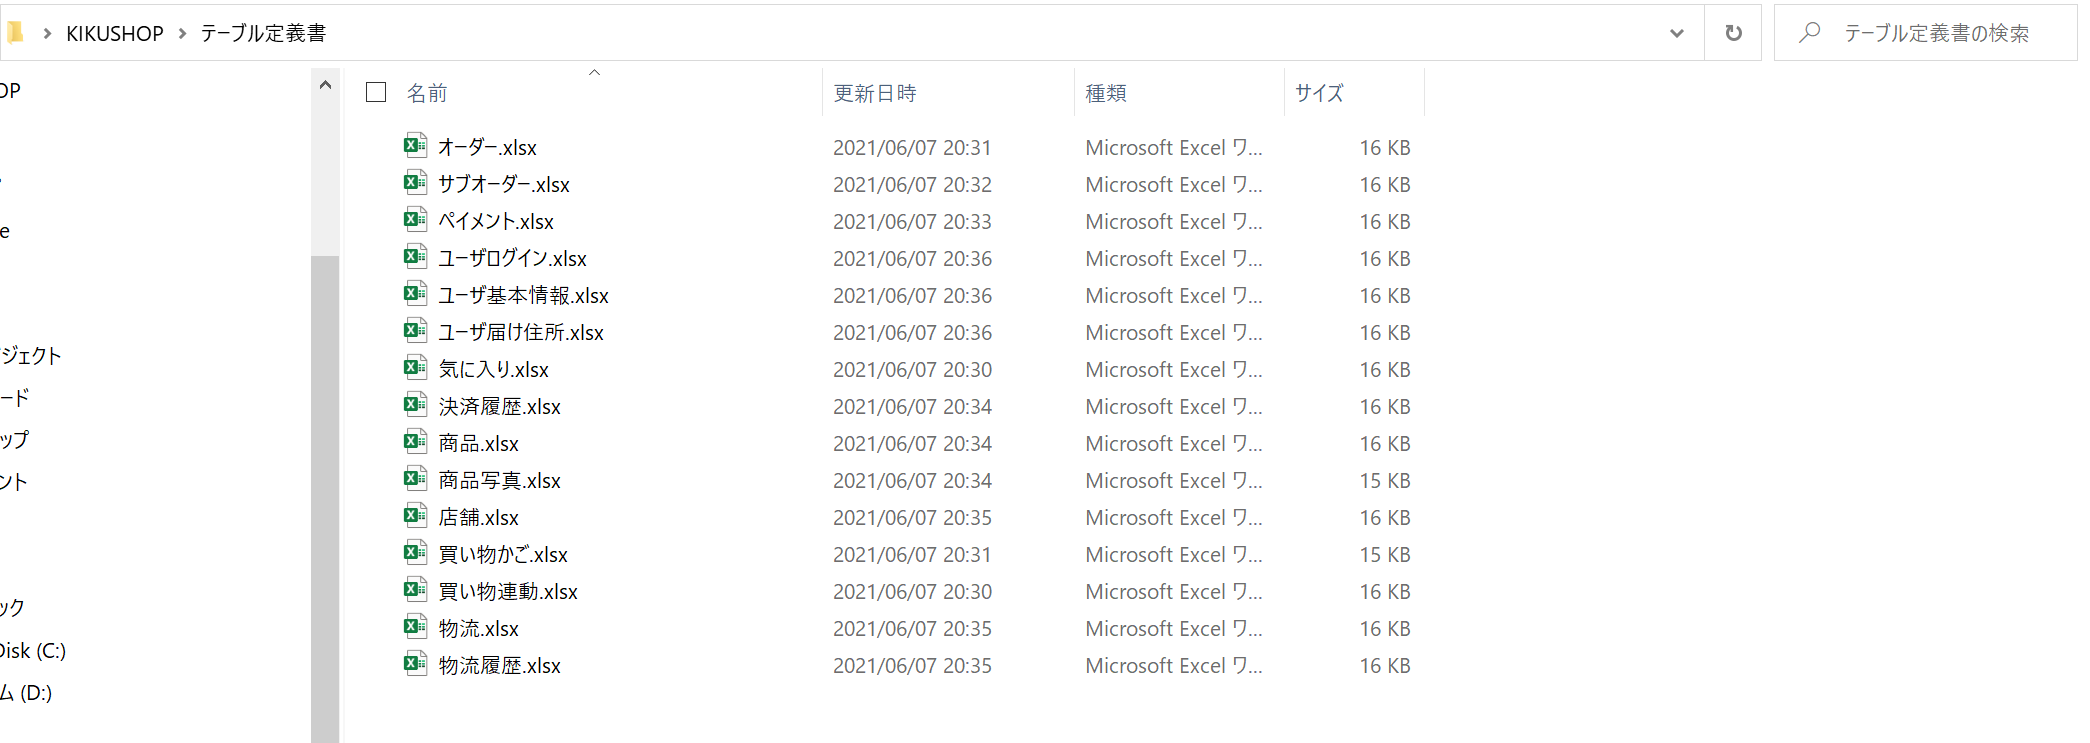 KIKUSHOP テーブル定義書 テーブル定義書の検索
名前 更新日時 種類 サイズ
オーダー.xlsx 2021/06/07 20:31 Microsoft Excel ワ... 16 KB
サブオーダー.xlsx 2021/06/07 20:32 Microsoft Excel ワ... 16 KB
ペイメント.xlsx 2021/06/07 20:33 Microsoft Excel ワ... 16 KB
ユーザログイン.xlsx 2021/06/07 20:36 Microsoft Excel ワ... 16 KB
ユーザ基本情報.xlsx 2021/06/07 20:36 Microsoft Excel ワ... 16 KB
ユーザ届け住所.xlsx 2021/06/07 20:36 Microsoft Excel ワ... 16 KB
気に入り.xlsx 2021/06/07 20:30 Microsoft Excel ワ... 16 KB
決済履歴.xlsx 2021/06/07 20:34 Microsoft Excel ワ... 16 KB
商品.xlsx 2021/06/07 20:34 Microsoft Excel ワ... 16 KB
商品写真.xlsx 2021/06/07 20:34 Microsoft Excel ワ... 15 KB
店舗.xlsx 2021/06/07 20:35 Microsoft Excel ワ... 16 KB
買い物かご.xlsx 2021/06/07 20:31 Microsoft Excel ワ... 15 KB
買い物連動.xlsx 2021/06/07 20:30 Microsoft Excel ワ... 16 KB
物流.xlsx 2021/06/07 20:35 Microsoft Excel ワ... 16 KB
物流履歴.xlsx 2021/06/07 20:35 Microsoft Excel ワ... 16 KB
OP
e
ジェクト
ード
ップ
ント
ック
Disk (C:)
ム (D:)